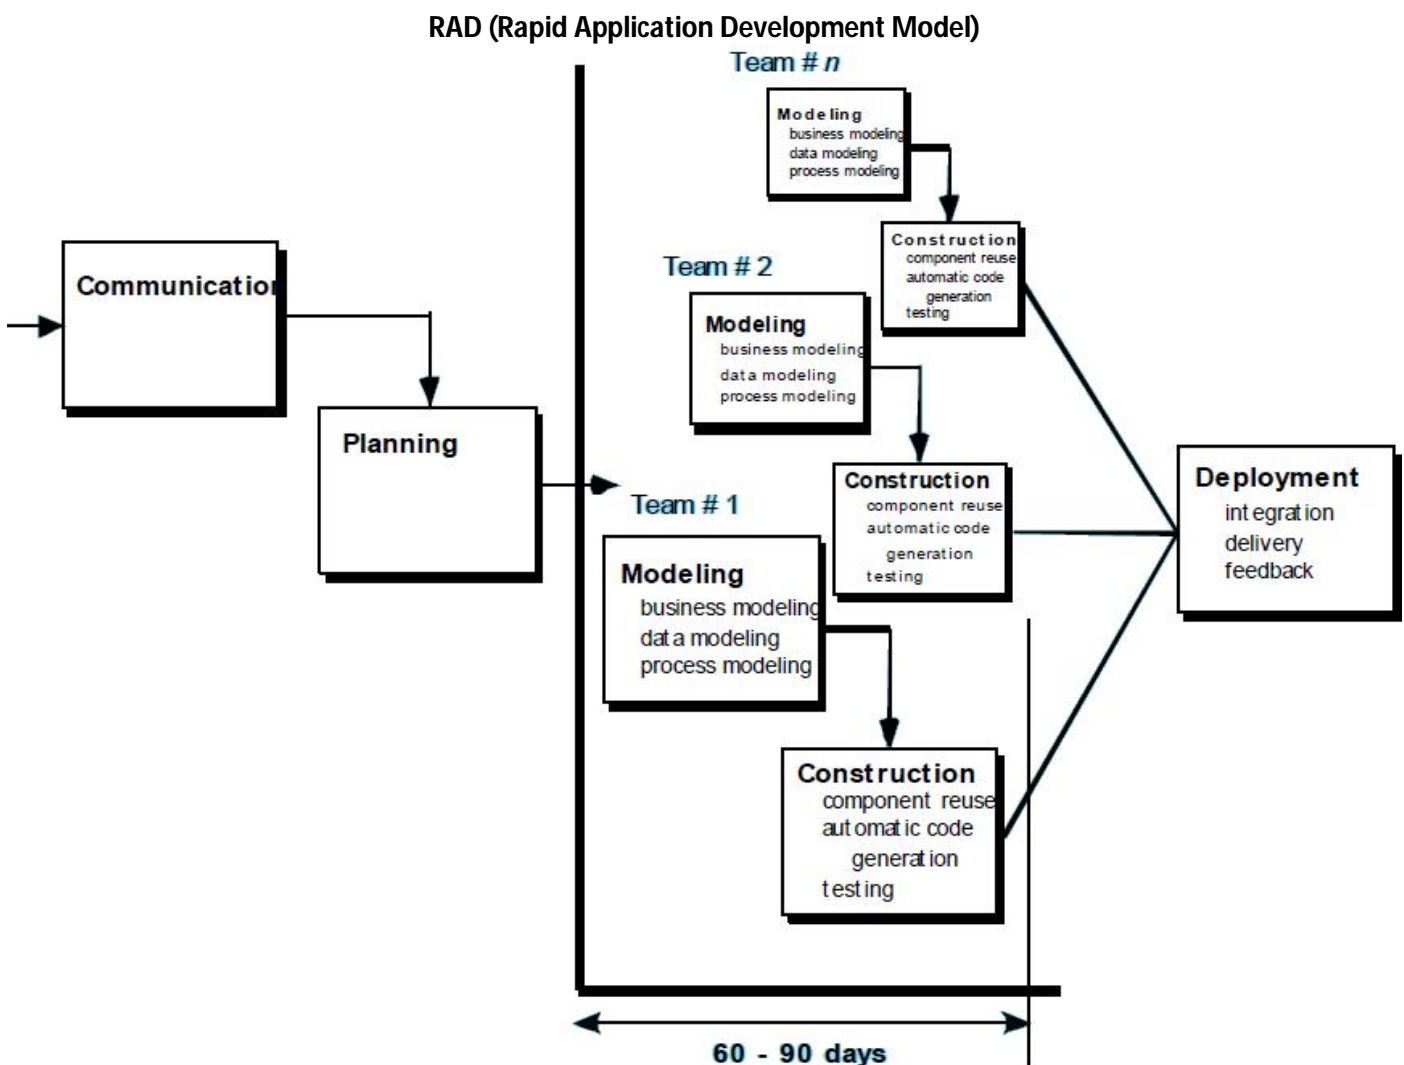 RAD (Rapid Application Development Model)
Team # n
Modeling
business modeling
data modeling
process modeling
Construction
component reuse
automatic code
generation
testing
Communication
Team # 2
Modeling
business modeling
data modeling
process modeling
Planning
Construction
component reuse
automatic code
generation
testing
Team # 1
Modeling
business modeling
data modeling
process modeling
Construction
component reuse
automatic code
generation
testing
Deployment
integration
delivery
feedback
60 - 90 days